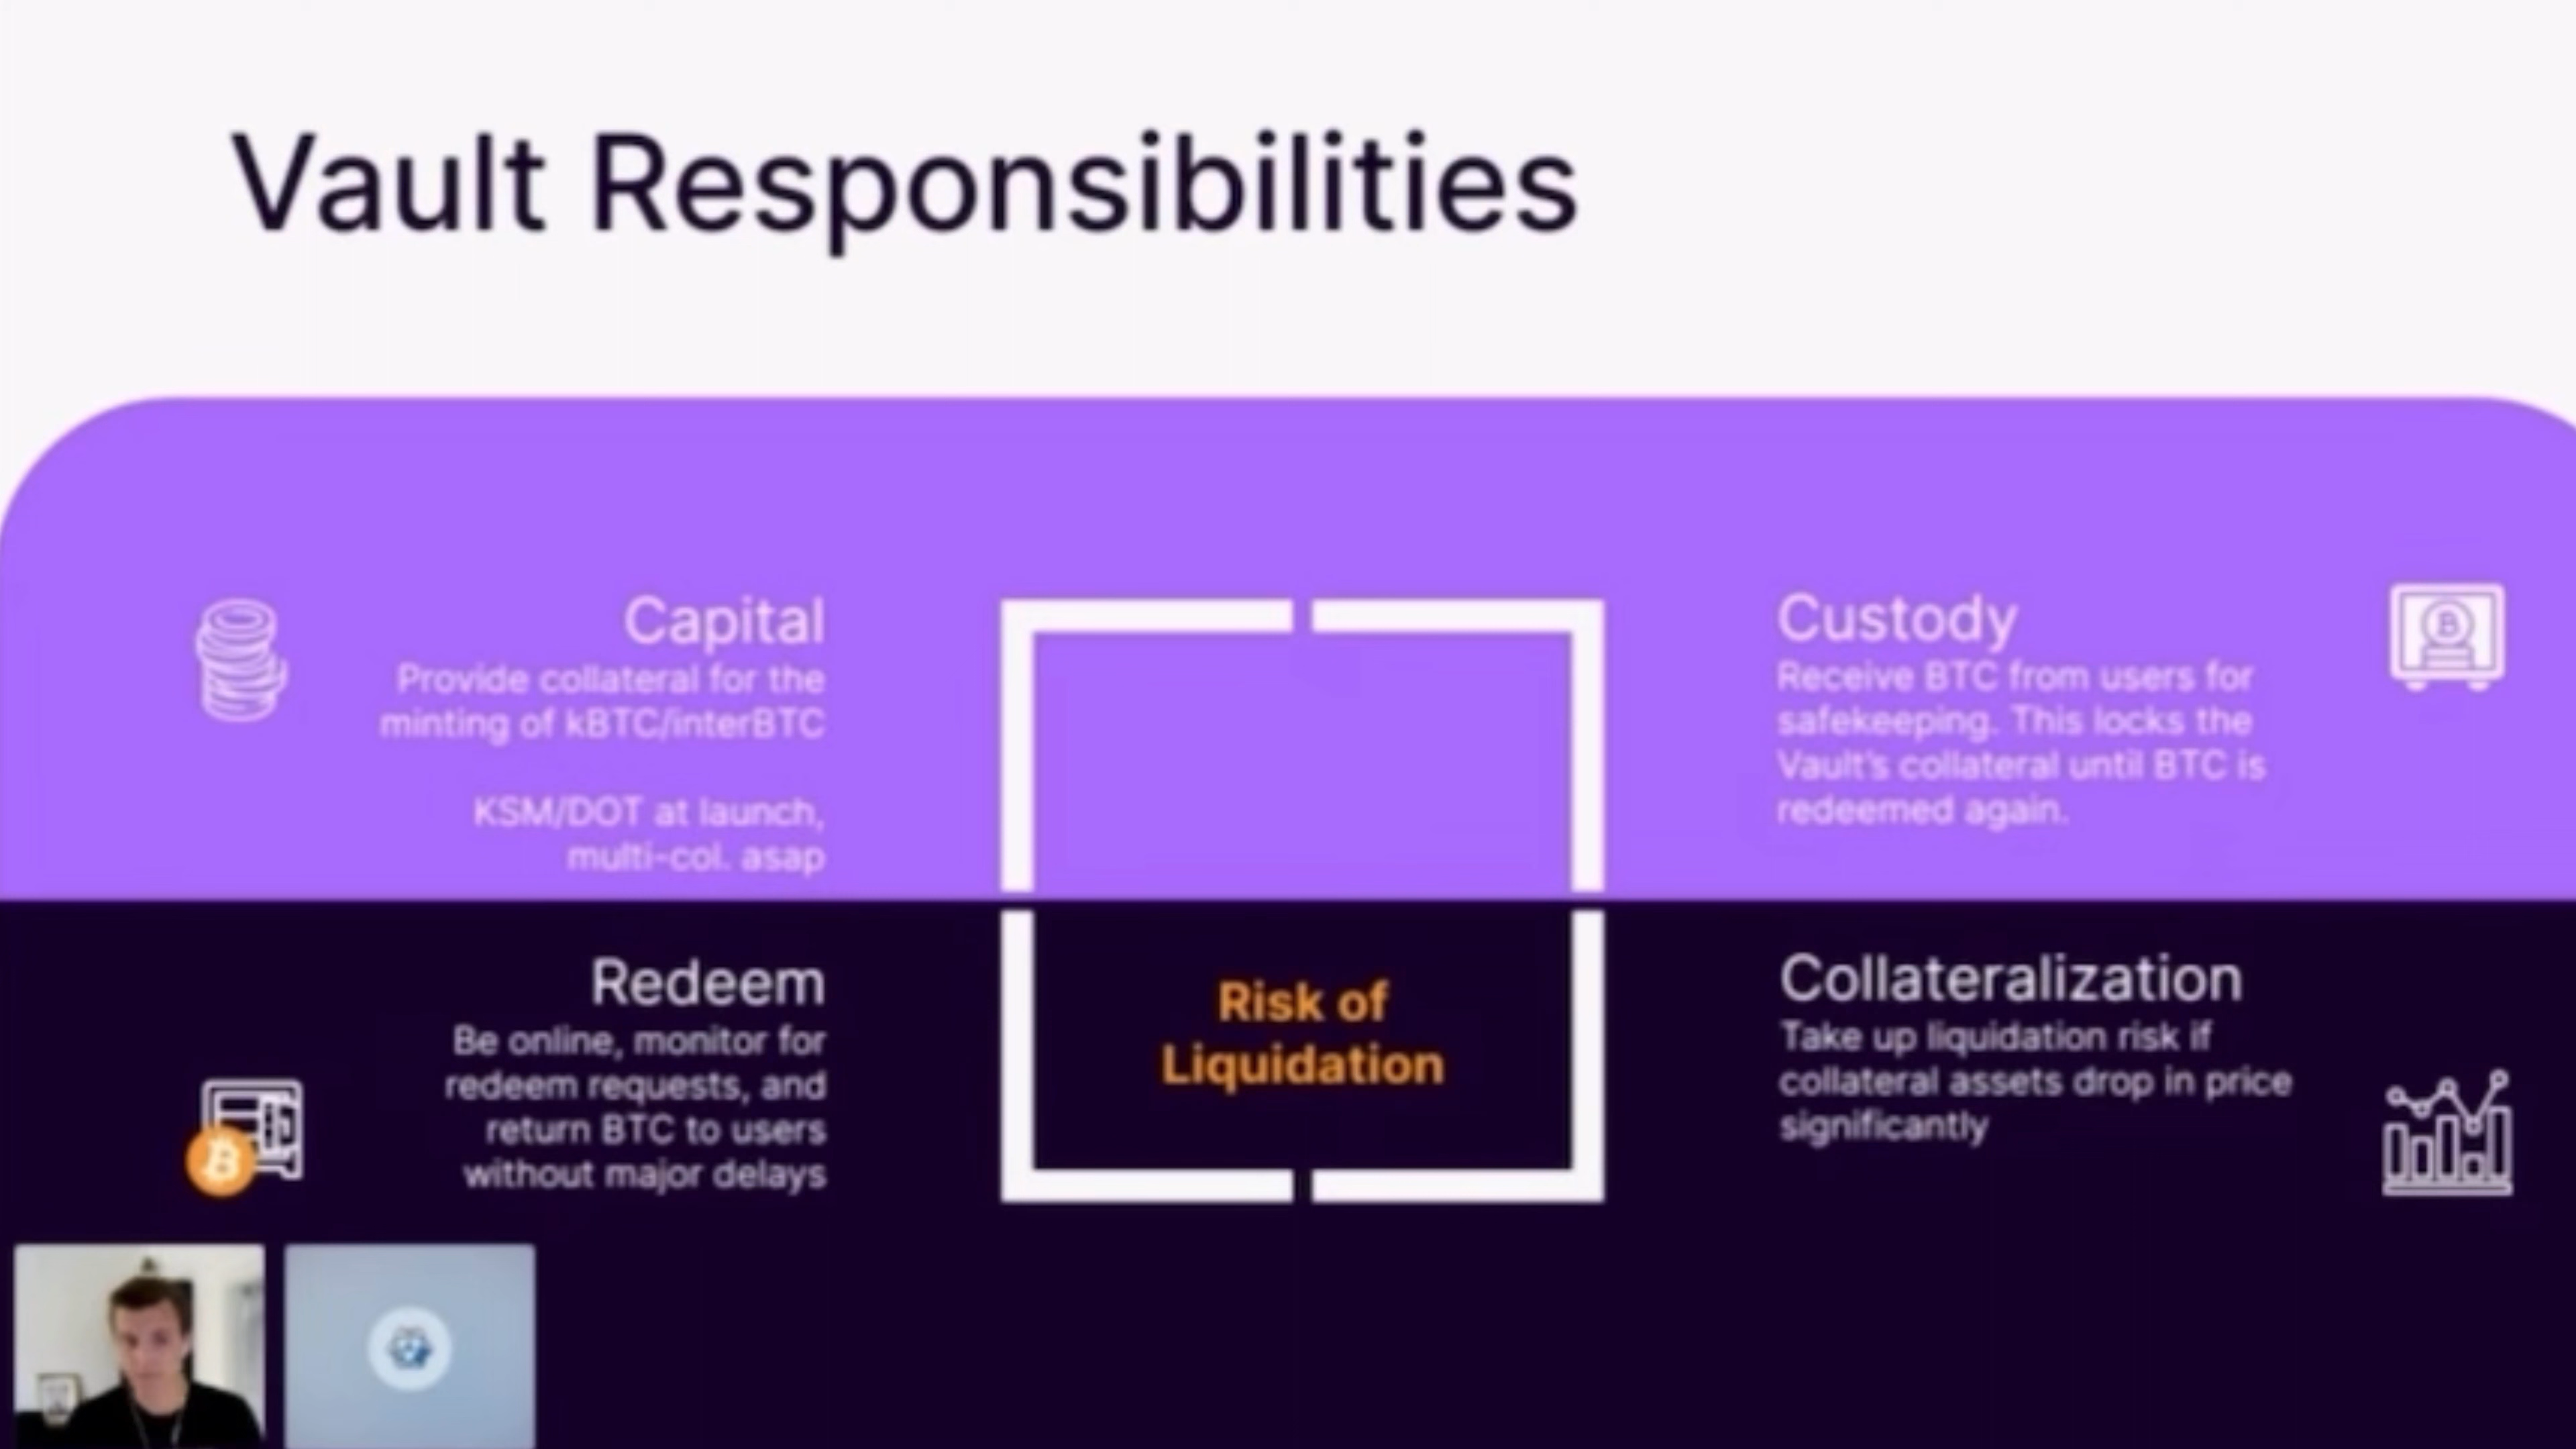 Vault Responsibilities
Capital
Provide collateral for the
minting of kBTC/interBTC
KSM/DOT at launch,
multi-col. asap
Custody
Receive BTC from users for
safekeeping. This locks the
Vault's collateral until BTC is
redeemed again.
Redeem
Be online, monitor for
redeem requests, and
return BTC to users
without major delays
Risk of
Liquidation
Collateralization
Take up liquidation risk if
collateral assets drop in price
significantly